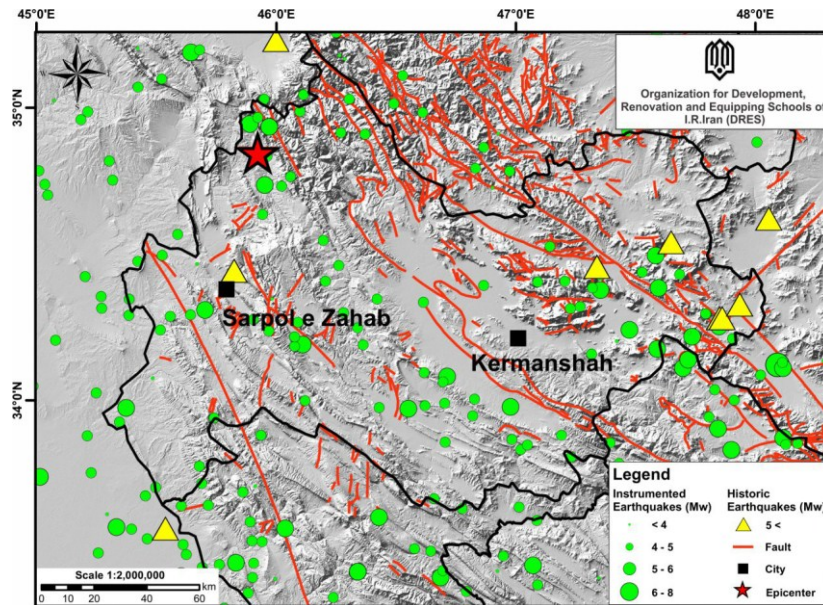 45°0'E 46°0'E 47°0'E 48°0'E
Organization for Development,
Renovation and Equipping Schools of
I.R.Iran (DRES)
35°0'N
34°0'N
Sarpol e Zahab
Kermanshah
Legend
Instrumented
Earthquakes (Mw)
< 4
4 - 5
5 - 6
6 - 8
Historic
Earthquakes (Mw)
5 <
Fault
City
Epicenter
Scale 1:2,000,000
km
0 10 20 40 60